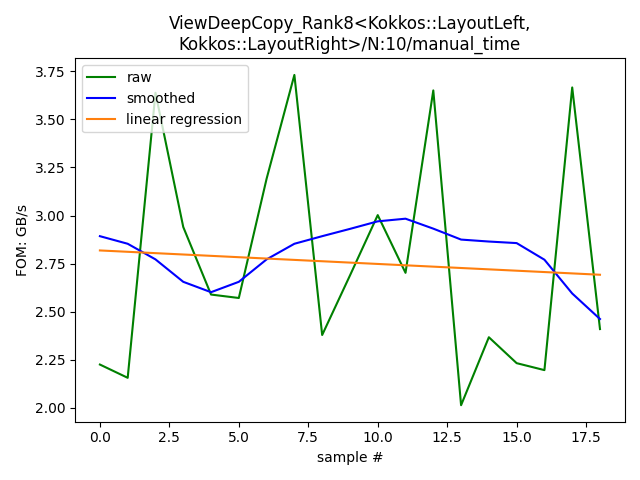 ViewDeepCopy_Rank8<Kokkos::LayoutLeft,
Kokkos::LayoutRight>/N:10/manual_time
raw
smoothed
linear regression
FOM: GB/s
3.75
3.50
3.25
3.00
2.75
2.50
2.25
2.00
0.0 2.5 5.0 7.5 10.0 12.5 15.0 17.5
sample #